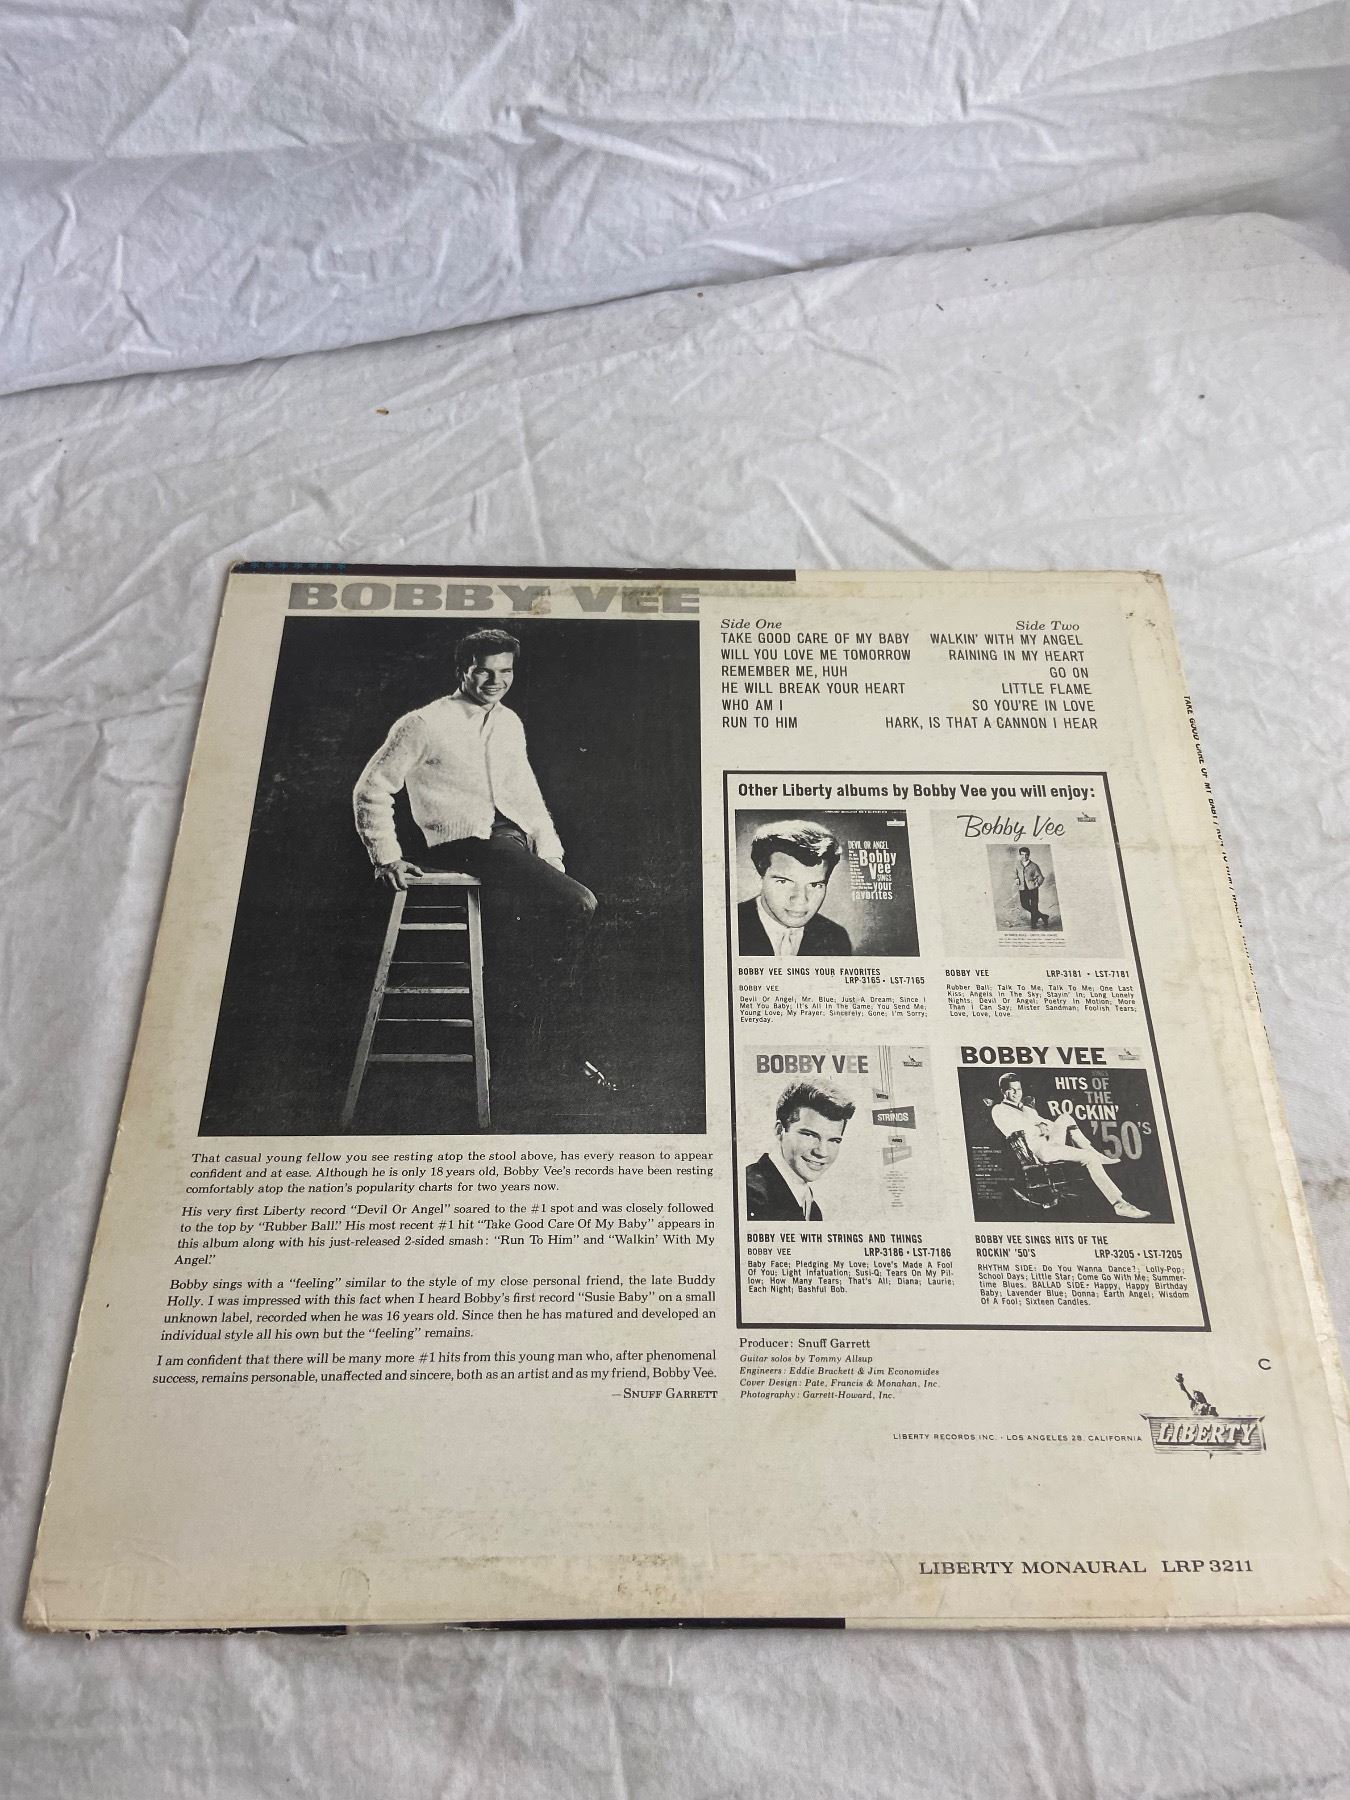 BOBBY VEE
Side One
TAKE GOOD CARE OF MY BABY
WILL YOU LOVE ME TOMORROW
REMEMBER ME, HUH
HE WILL BREAK YOUR HEART
WHO AM I
RUN TO HIM
Side Two
WALKIN' WITH MY ANGEL
RAINING IN MY HEART
GO ON
LITTLE FLAME
SO YOU'RE IN LOVE
HARK, IS THAT A CANNON I HEAR
That casual young fellow you see resting atop the stool above, has every reason to appear
confident and at ease. Although he is only 18 years old, Bobby Vee's records have been resting
comfortably atop the nation's popularity charts for two years now.
His very first Liberty record "Devil Or Angel" soared to the #1 spot and was closely followed
to the top by "Rubber Ball." His most recent #1 hit "Take Good Care Of My Baby" appears in
this album along with his just-released 2-sided smash: "Run To Him" and "Walkin' With My
Angel."
Bobby sings with a "feeling" similar to the style of my close personal friend, the late Buddy
Holly. I was impressed with this fact when I heard Bobby's first record "Susie Baby" on a small
unknown label, recorded when he was 16 years old. Since then he has matured and developed an
individual style all his own but the "feeling" remains.
I am confident that there will be many more #1 hits from this young man who, after phenomenal
success, remains personable, unaffected and sincere, both as an artist and as my friend, Bobby Vee.
—SNUFF GARRETT
Other Liberty albums by Bobby Vee you will enjoy:
DEVIL OR ANGEL
Bobby
Vee
SINGS
your
favorites
BOBBY VEE SINGS YOUR FAVORITES
LRP-3165 • LST-7165
BOBBY VEE
Devil Or Angel; Mr. Blue; Just A Dream; Since I
Met You Baby; It's All In The Game; You Send Me;
Young Love; My Prayer; Sincerely; Gone; I'm Sorry;
Everyday.
Bobby Vee
BOBBY VEE LRP-3181 • LST-7181
Rubber Ball; Talk To Me, Talk To Me; One Last
Kiss; Angels In The Sky; Stayin' In; Long Lonely
Nights; Devil Or Angel; Poetry In Motion; More
Than I Can Say; Mister Sandman; Foolish Tears;
Love, Love, Love.
BOBBY VEE
WITH
STRINGS
AND
BOBBY VEE WITH STRINGS AND THINGS
BOBBY VEE LRP-3186 • LST-7186
Baby Face; Pledging My Love; Love's Made A Fool
Of You; Light Infatuation; Susi-Q; Tears On My Pil-
low; How Many Tears; That's All; Diana; Laurie;
Each Night; Bashful Bob.
BOBBY VEE
SINGS
HITS OF
THE
ROCKIN'
'50'S
BOBBY VEE SINGS HITS OF THE
ROCKIN' '50'S LRP-3205 • LST-7205
RHYTHM SIDE: Do You Wanna Dance?; Lolly-Pop;
School Days; Little Star; Come Go With Me; Summer-
time Blues. BALLAD SIDE: Happy, Happy Birthday
Baby; Lavender Blue; Donna; Earth Angel; Wisdom
Of A Fool; Sixteen Candles.
Producer: Snuff Garrett
Guitar solos by Tommy Allsup
Engineers: Eddie Brackett & Jim Economides
Cover Design: Pate, Francis & Monahan, Inc.
Photography: Garrett-Howard, Inc.
C
LIBERTY RECORDS INC. • LOS ANGELES 28, CALIFORNIA
LIBERTY
LIBERTY MONAURAL LRP 3211
TAKE GOOD CARE OF MY BABY / RUN TO HIM /